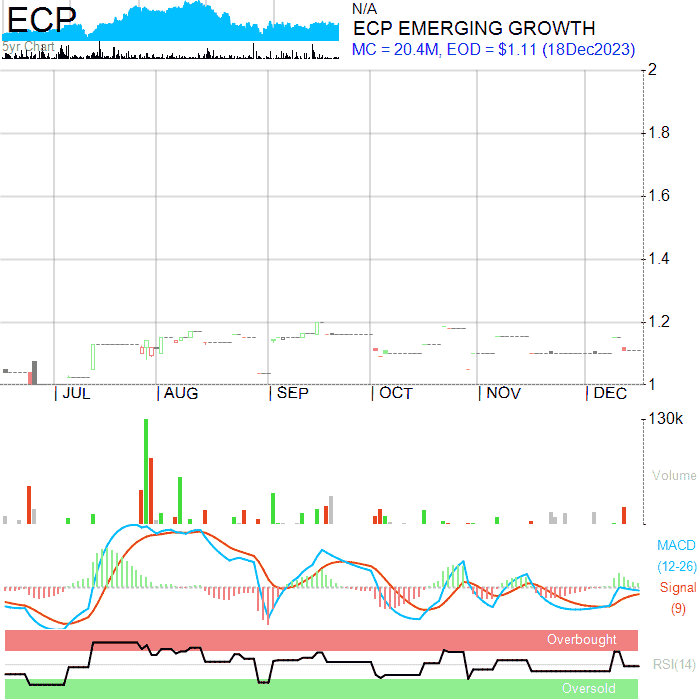 ECP
5yr Chart
N/A
ECP EMERGING GROWTH
MC = 20.4M, EOD = $1.11 (18Dec2023)
2
1.8
1.6
1.4
1.2
1
JUL AUG SEP OCT NOV DEC
130k
Volume
MACD
(12-26)
Signal
(9)
Overbought
RSI(14)
Oversold